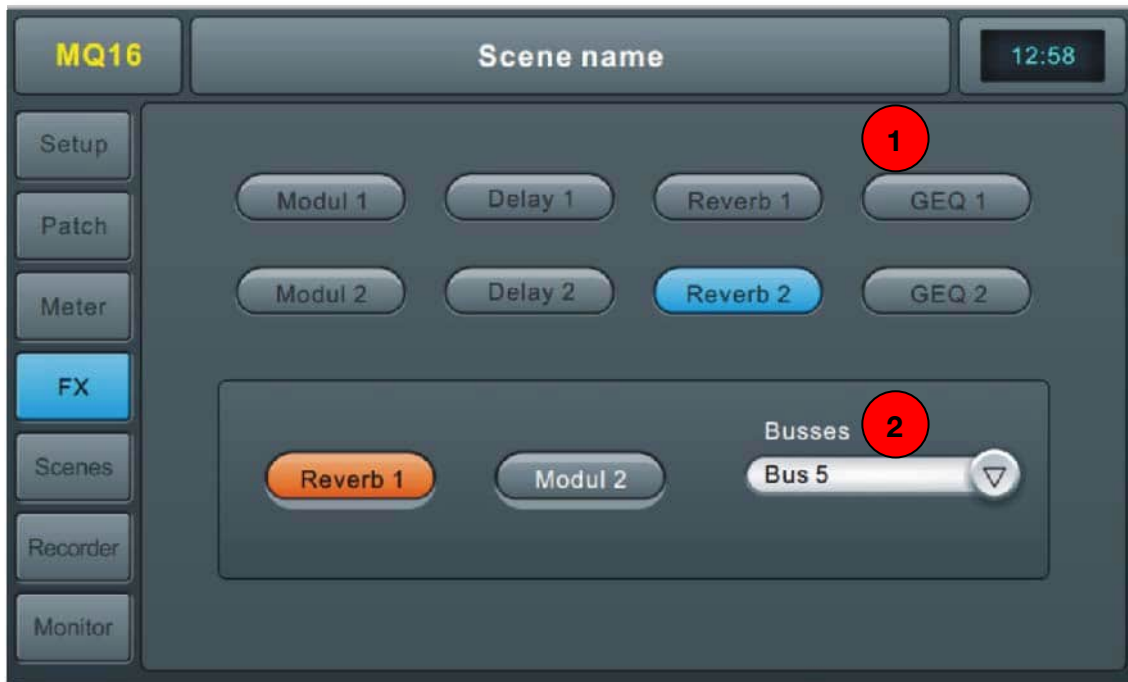 MQ16 Scene name 12:58
Setup
1
Modul 1 Delay 1 Reverb 1 GEQ 1
Patch
Modul 2 Delay 2 Reverb 2 GEQ 2
Meter
FX
Busses 2
Scenes
Reverb 1 Modul 2 Bus 5
Recorder
Monitor